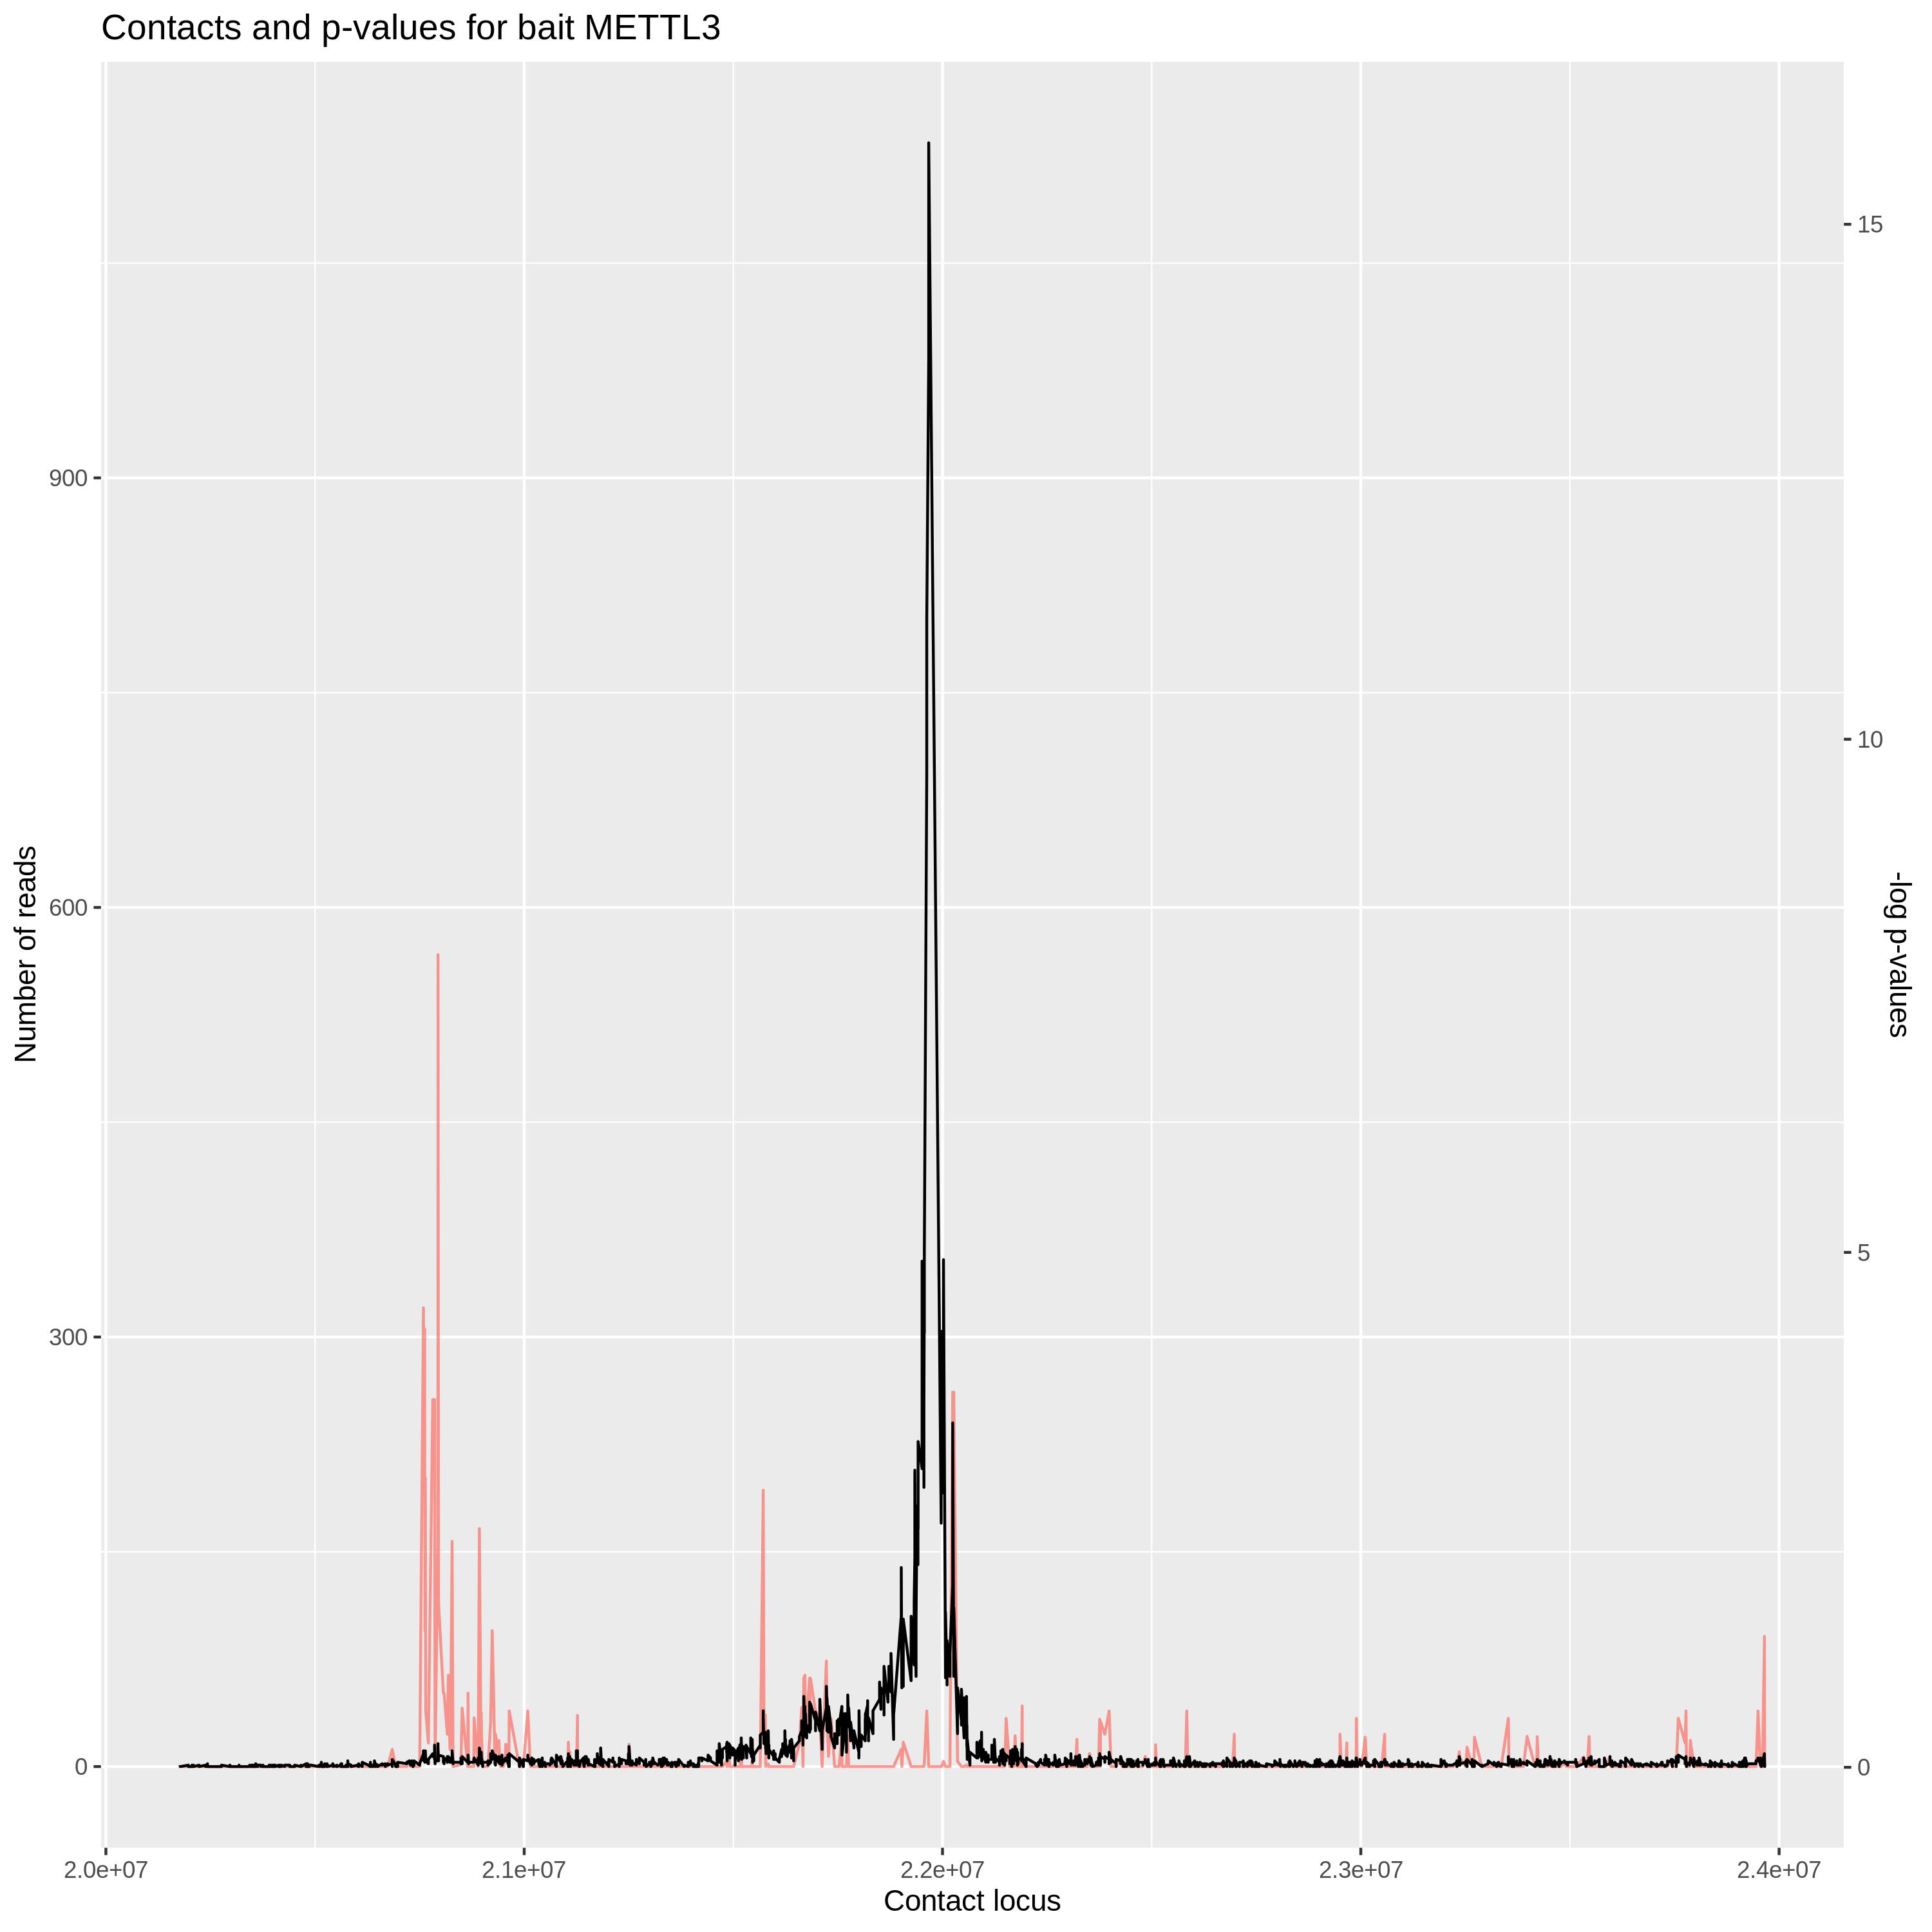 Contacts and p-values for bait METTL3
15
900
10
600
Number of reads
-log p-values
5
300
0
0
2.0e+07
2.1e+07
2.2e+07
2.3e+07
2.4e+07
Contact locus